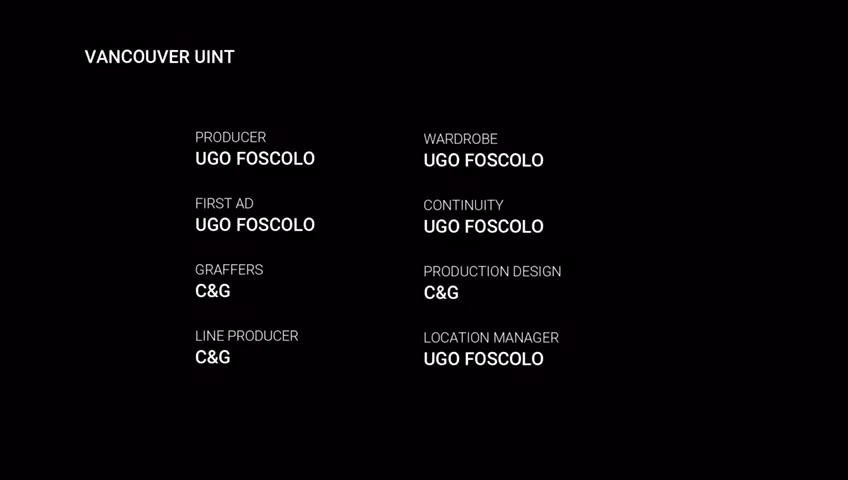 VANCOUVER UINT
PRODUCER
UGO FOSCOLO
FIRST AD
UGO FOSCOLO
GRAFFERS
C&G
LINE PRODUCER
C&G
WARDROBE
UGO FOSCOLO
CONTINUITY
UGO FOSCOLO
PRODUCTION DESIGN
C&G
LOCATION MANAGER
UGO FOSCOLO